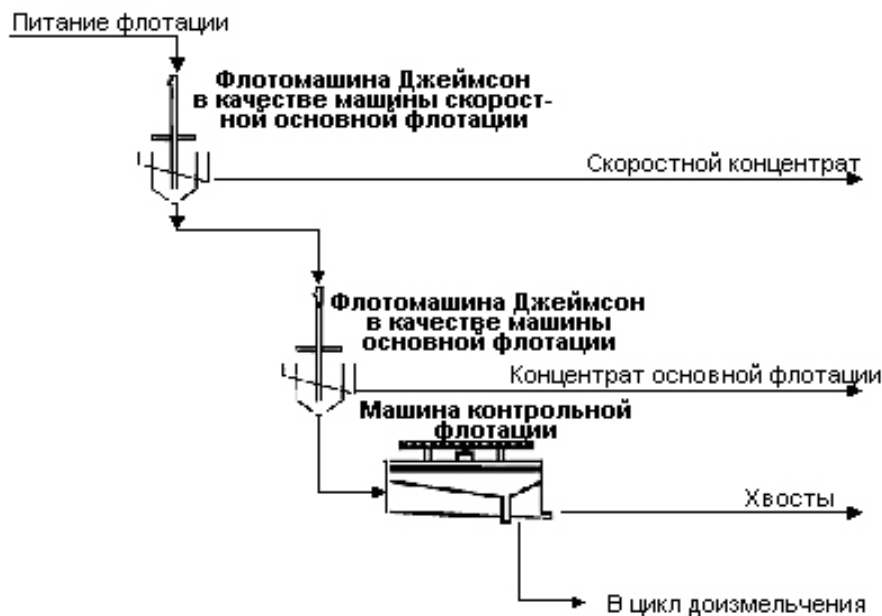 Питание флотации
Флотомашина Джеймсон
в качестве машины скорост-
ной основной флотации
Скоростной концентрат
Флотомашина Джеймсон
в качестве машины
основной флотации
Концентрат основной флотации
Машина контрольной
флотации
Хвосты
В цикл доизмельчения